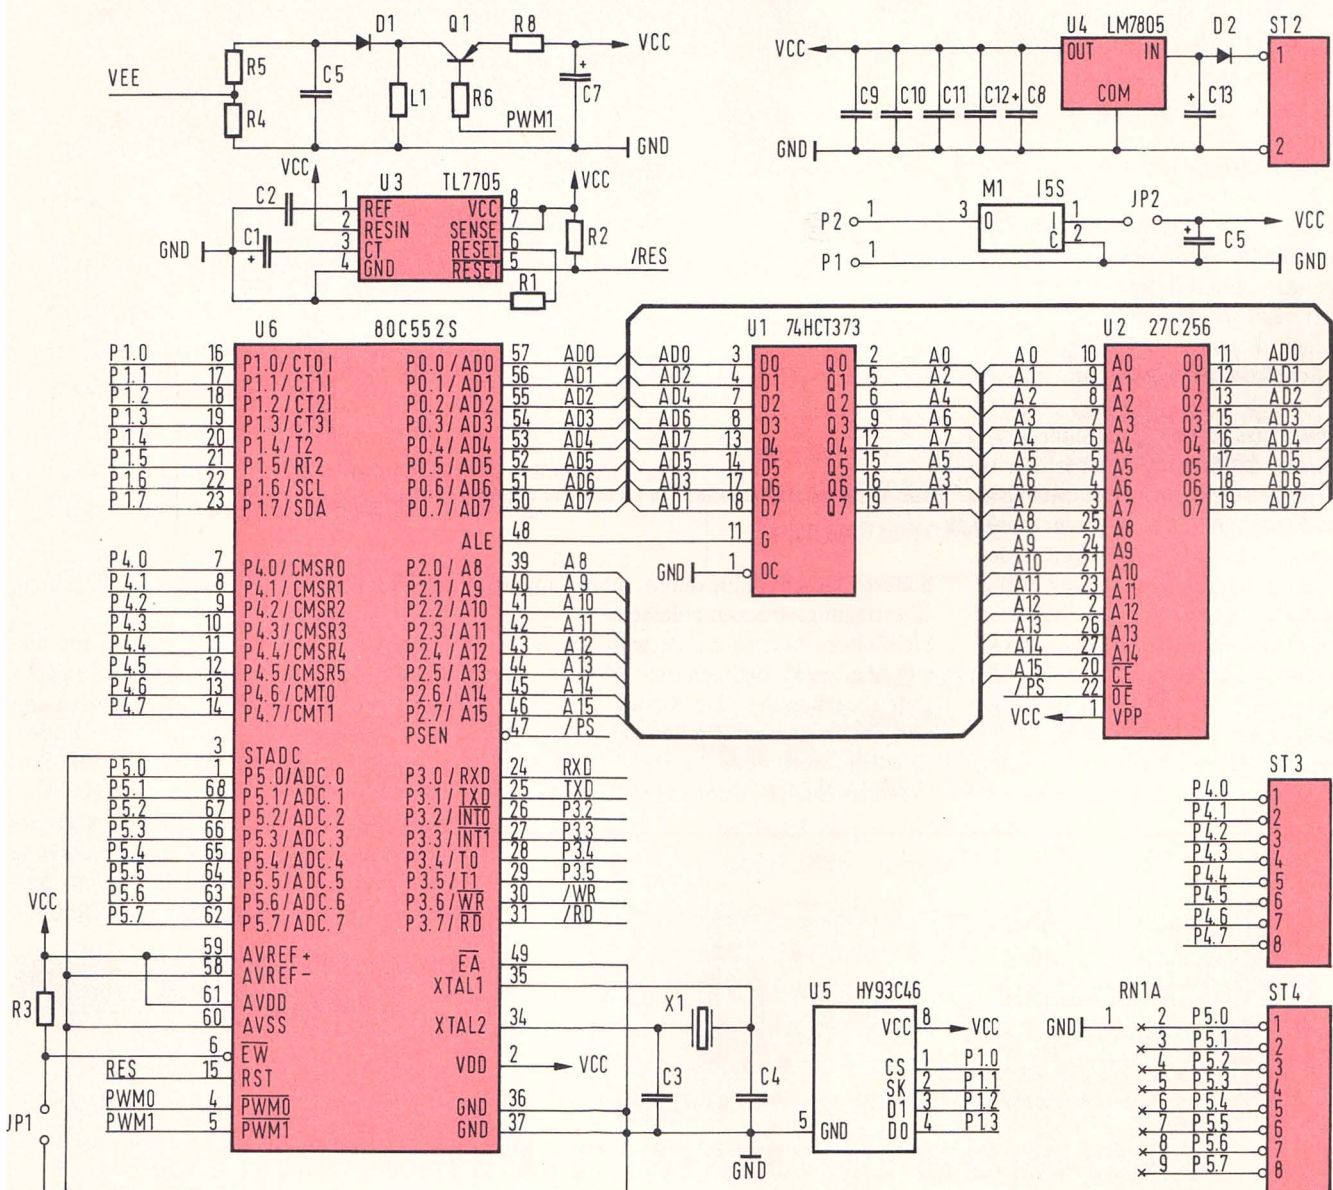 D1 Q1 R8
VCC
R5
C5
VEE
L1
R6
C7
R4
PWM1
GND
U4 LM7805 D2 ST2
VCC
OUT IN
COM
1
C9 C10 C11 C12 C8
C13
GND
2
VCC
U3 TL7705
VCC
C2
1 REF VCC 8
2 RESIN SENSE 7
3 CT RESET 6
4 GND RESET 5
GND
C1
R2
/RES
R1
M1 I5S JP2
P2 1 3 O I 1
C 2
VCC
C5
P1 1
GND
U6 80C552S
P1.0 16 P1.0/CT0I P0.0/AD0 57 AD0
P1.1 17 P1.1/CT1I P0.1/AD1 56 AD1
P1.2 18 P1.2/CT2I P0.2/AD2 55 AD2
P1.3 19 P1.3/CT3I P0.3/AD3 54 AD3
P1.4 20 P1.4/T2 P0.4/AD4 53 AD4
P1.5 21 P1.5/RT2 P0.5/AD5 52 AD5
P1.6 22 P1.6/SCL P0.6/AD6 51 AD6
P1.7 23 P1.7/SDA P0.7/AD7 50 AD7
ALE 48
P4.0 7 P4.0/CMSR0 P2.0/A8 39 A8
P4.1 8 P4.1/CMSR1 P2.1/A9 40 A9
P4.2 9 P4.2/CMSR2 P2.2/A10 41 A10
P4.3 10 P4.3/CMSR3 P2.3/A11 42 A11
P4.4 11 P4.4/CMSR4 P2.4/A12 43 A12
P4.5 12 P4.5/CMSR5 P2.5/A13 44 A13
P4.6 13 P4.6/CMT0 P2.6/A14 45 A14
P4.7 14 P4.7/CMT1 P2.7/A15 46 A15
PSEN 47 /PS
3 STADC
P5.0 1 P5.0/ADC.0 P3.0/RXD 24 RXD
P5.1 68 P5.1/ADC.1 P3.1/TXD 25 TXD
P5.2 67 P5.2/ADC.2 P3.2/INT0 26 P3.2
P5.3 66 P5.3/ADC.3 P3.3/INT1 27 P3.3
P5.4 65 P5.4/ADC.4 P3.4/T0 28 P3.4
P5.5 64 P5.5/ADC.5 P3.5/T1 29 P3.5
P5.6 63 P5.6/ADC.6 P3.6/WR 30 /WR
P5.7 62 P5.7/ADC.7 P3.7/RD 31 /RD
VCC
59 AVREF+ EA 49
58 AVREF- XTAL1 35
R3
61 AVDD
60 AVSS XTAL2 34
6 EW VDD 2 VCC
RES 15 RST
PWM0 4 PWM0 GND 36
PWM1 5 PWM1 GND 37
JP1
U1 74HCT373
AD0 3 D0 Q0 2 A0
AD2 4 D1 Q1 5 A2
AD4 7 D2 Q2 6 A4
AD6 8 D3 Q3 9 A6
AD7 13 D4 Q4 12 A7
AD5 14 D5 Q5 15 A5
AD3 17 D6 Q6 16 A3
AD1 18 D7 Q7 19 A1
11 G
GND 1 OC
U2 27C256
A0 10 A0 O0 11 AD0
A1 9 A1 O1 12 AD1
A2 8 A2 O2 13 AD2
A3 7 A3 O3 15 AD3
A4 6 A4 O4 16 AD4
A5 5 A5 O5 17 AD5
A6 4 A6 O6 18 AD6
A7 3 A7 O7 19 AD7
A8 25 A8
A9 24 A9
A10 21 A10
A11 23 A11
A12 2 A12
A13 26 A13
A14 27 A14
A15 20 CE
/PS 22 OE
VCC 1 VPP
X1
C3 C4
GND
U5 HY93C46
VCC 8 VCC
CS 1 P1.0
SK 2 P1.1
D1 3 P1.2
5 GND D0 4 P1.3
ST3
P4.0 1
P4.1 2
P4.2 3
P4.3 4
P4.4 5
P4.5 6
P4.6 7
P4.7 8
RN1A ST4
GND 1
2 P5.0 1
3 P5.1 2
4 P5.2 3
5 P5.3 4
6 P5.4 5
7 P5.5 6
8 P5.6 7
9 P5.7 8